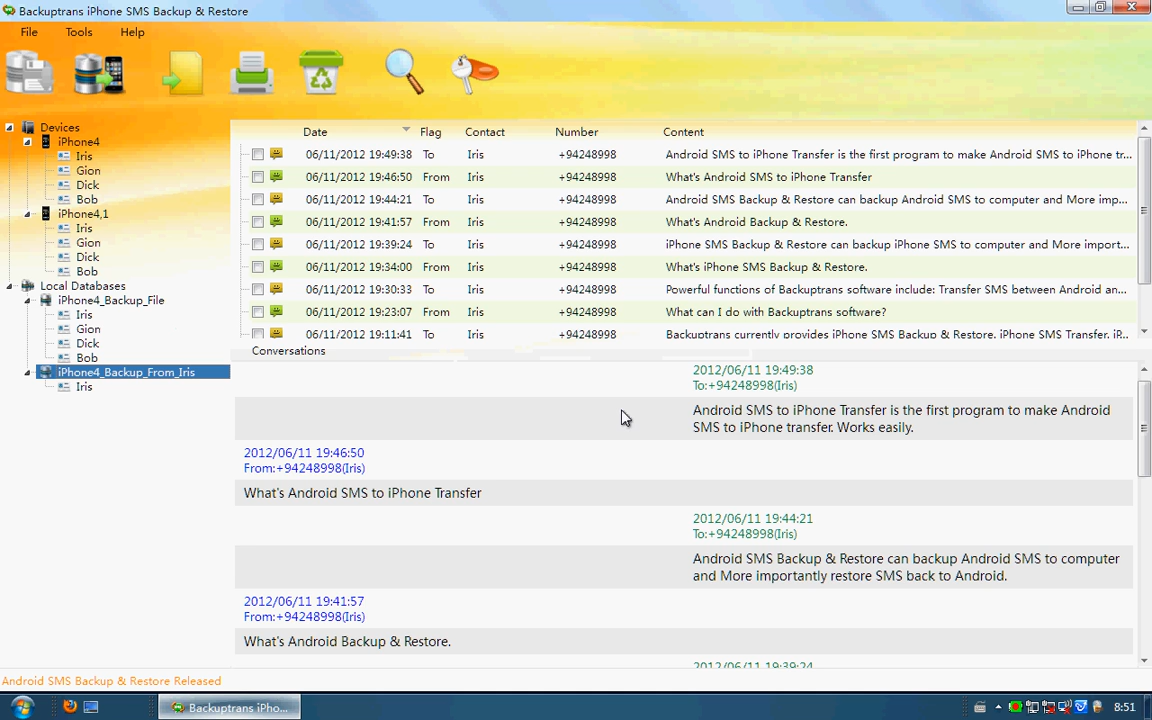 Backuptrans iPhone SMS Backup & Restore
File Tools Help
Devices
iPhone4
Iris
Gion
Dick
Bob
iPhone4,1
Iris
Gion
Dick
Bob
Local Databases
iPhone4_Backup_File
Iris
Gion
Dick
Bob
iPhone4_Backup_From_Iris
Iris
Date Flag Contact Number Content
06/11/2012 19:49:38 To Iris +94248998 Android SMS to iPhone Transfer is the first program to make Android SMS to iPhone tr...
06/11/2012 19:46:50 From Iris +94248998 What's Android SMS to iPhone Transfer
06/11/2012 19:44:21 To Iris +94248998 Android SMS Backup & Restore can backup Android SMS to computer and More imp...
06/11/2012 19:41:57 From Iris +94248998 What's Android Backup & Restore.
06/11/2012 19:39:24 To Iris +94248998 iPhone SMS Backup & Restore can backup iPhone SMS to computer and More import...
06/11/2012 19:34:00 From Iris +94248998 What's iPhone SMS Backup & Restore.
06/11/2012 19:30:33 To Iris +94248998 Powerful functions of Backuptrans software include: Transfer SMS between Android an...
06/11/2012 19:23:07 From Iris +94248998 What can I do with Backuptrans software?
06/11/2012 19:11:41 To Iris +94248998 Backuptrans currently provides iPhone SMS Backup & Restore, iPhone SMS Transfer, iP...
Conversations
2012/06/11 19:49:38
To:+94248998(Iris)
Android SMS to iPhone Transfer is the first program to make Android
SMS to iPhone transfer. Works easily.
2012/06/11 19:46:50
From:+94248998(Iris)
What's Android SMS to iPhone Transfer
2012/06/11 19:44:21
To:+94248998(Iris)
Android SMS Backup & Restore can backup Android SMS to computer
and More importantly restore SMS back to Android.
2012/06/11 19:41:57
From:+94248998(Iris)
What's Android Backup & Restore.
2012/06/11 19:39:24
Android SMS Backup & Restore Released
Backuptrans iPho...
8:51